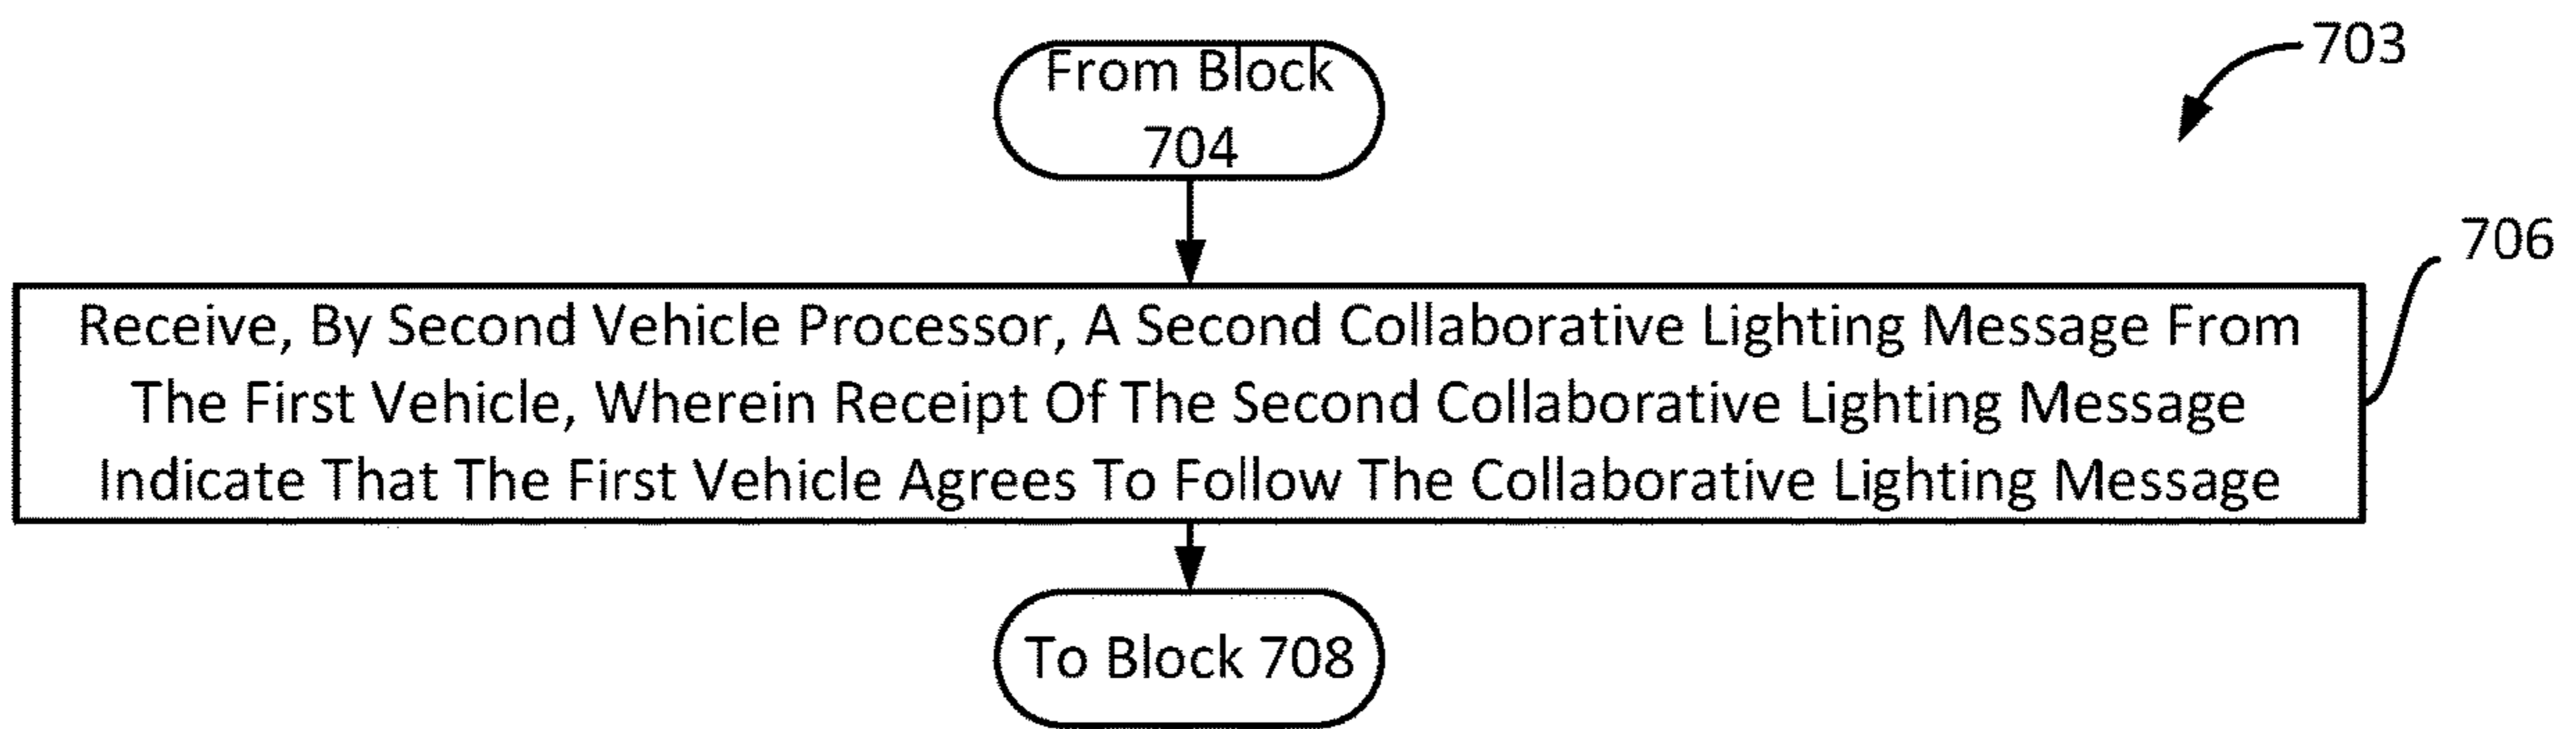 From Block
704
703
706
Receive, By Second Vehicle Processor, A Second Collaborative Lighting Message From
The First Vehicle, Wherein Receipt Of The Second Collaborative Lighting Message
Indicate That The First Vehicle Agrees To Follow The Collaborative Lighting Message
To Block 708